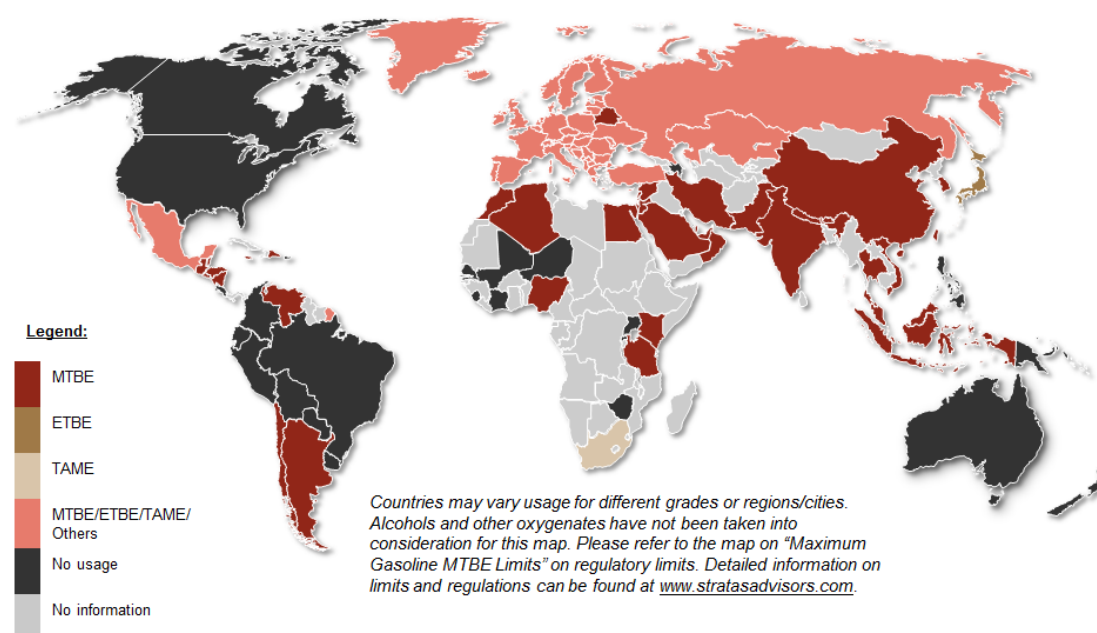 Legend:
MTBE
ETBE
TAME
MTBE/ETBE/TAME/
Others
No usage
No information
Countries may vary usage for different grades or regions/cities.
Alcohols and other oxygenates have not been taken into
consideration for this map. Please refer to the map on “Maximum
Gasoline MTBE Limits” on regulatory limits. Detailed information on
limits and regulations can be found at www.stratasadvisors.com.